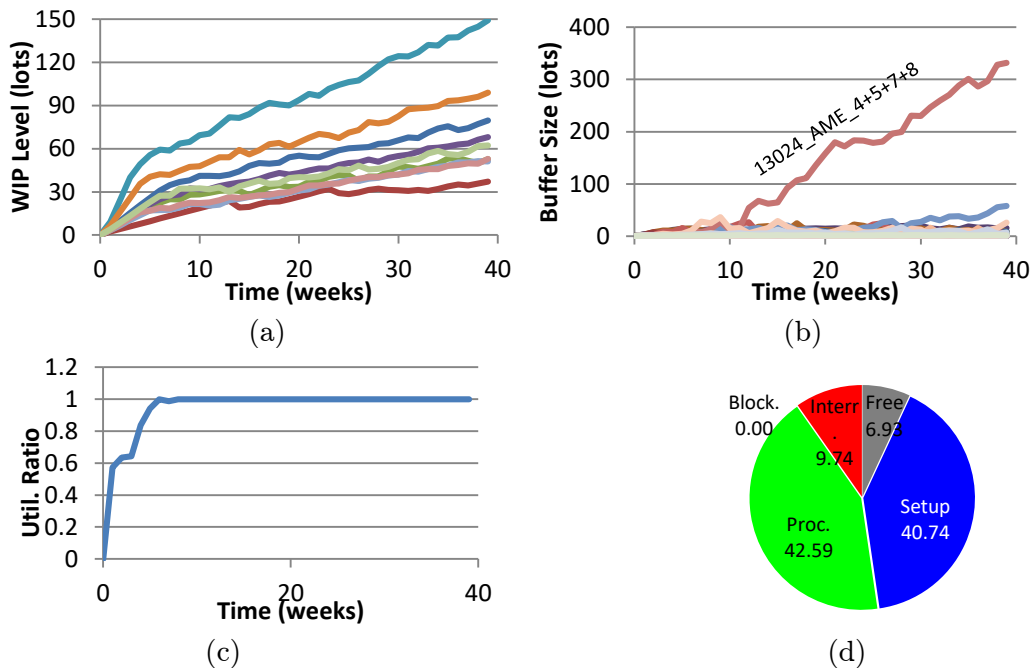 WIP Level (lots)
150
120
90
60
30
0
0
10
20
30
40
Time (weeks)
(a)
Buffer Size (lots)
400
300
200
100
0
13024_AME_4+5+7+8
0
10
20
30
40
Time (weeks)
(b)
Util. Ratio
1.2
1
0.8
0.6
0.4
0.2
0
0
20
40
Time (weeks)
(c)
Block.
0.00
Interr
.
9.74
Free
6.93
Setup
40.74
Proc.
42.59
(d)